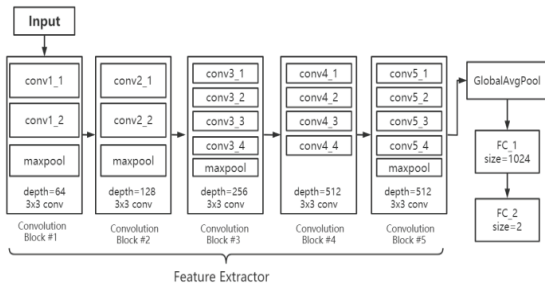 Input
conv1_1
conv1_2
maxpool
depth=64
3x3 conv
Convolution
Block #1
conv2_1
conv2_2
maxpool
depth=128
3x3 conv
Convolution
Block #2
conv3_1
conv3_2
conv3_3
conv3_4
maxpool
depth=256
3x3 conv
Convolution
Block #3
conv4_1
conv4_2
conv4_3
conv4_4
depth=512
3x3 conv
Convolution
Block #4
conv5_1
conv5_2
conv5_3
conv5_4
maxpool
depth=512
3x3 conv
Convolution
Block #5
GlobalAvgPool
FC_1
size=1024
FC_2
size=2
Feature Extractor